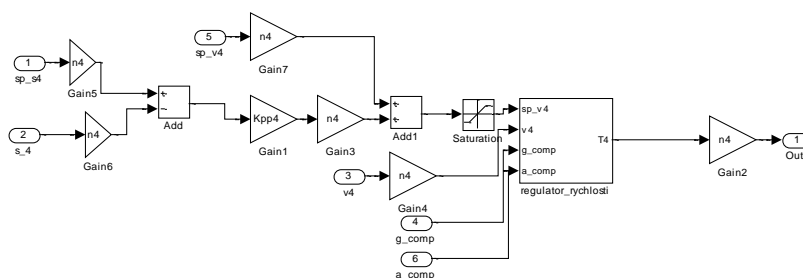 5
n4
sp_v4
Gain7
1
n4
sp_s4
Gain5
+
−
Add
2
n4
s_4
Gain6
Kpp4
Gain1
n4
Gain3
+
+
Add1
Saturation
sp_v4
v4
g_comp
a_comp
T4
regulator_rychlosti
n4
Gain2
1
Out
3
n4
v4
Gain4
4
g_comp
6
a_comp